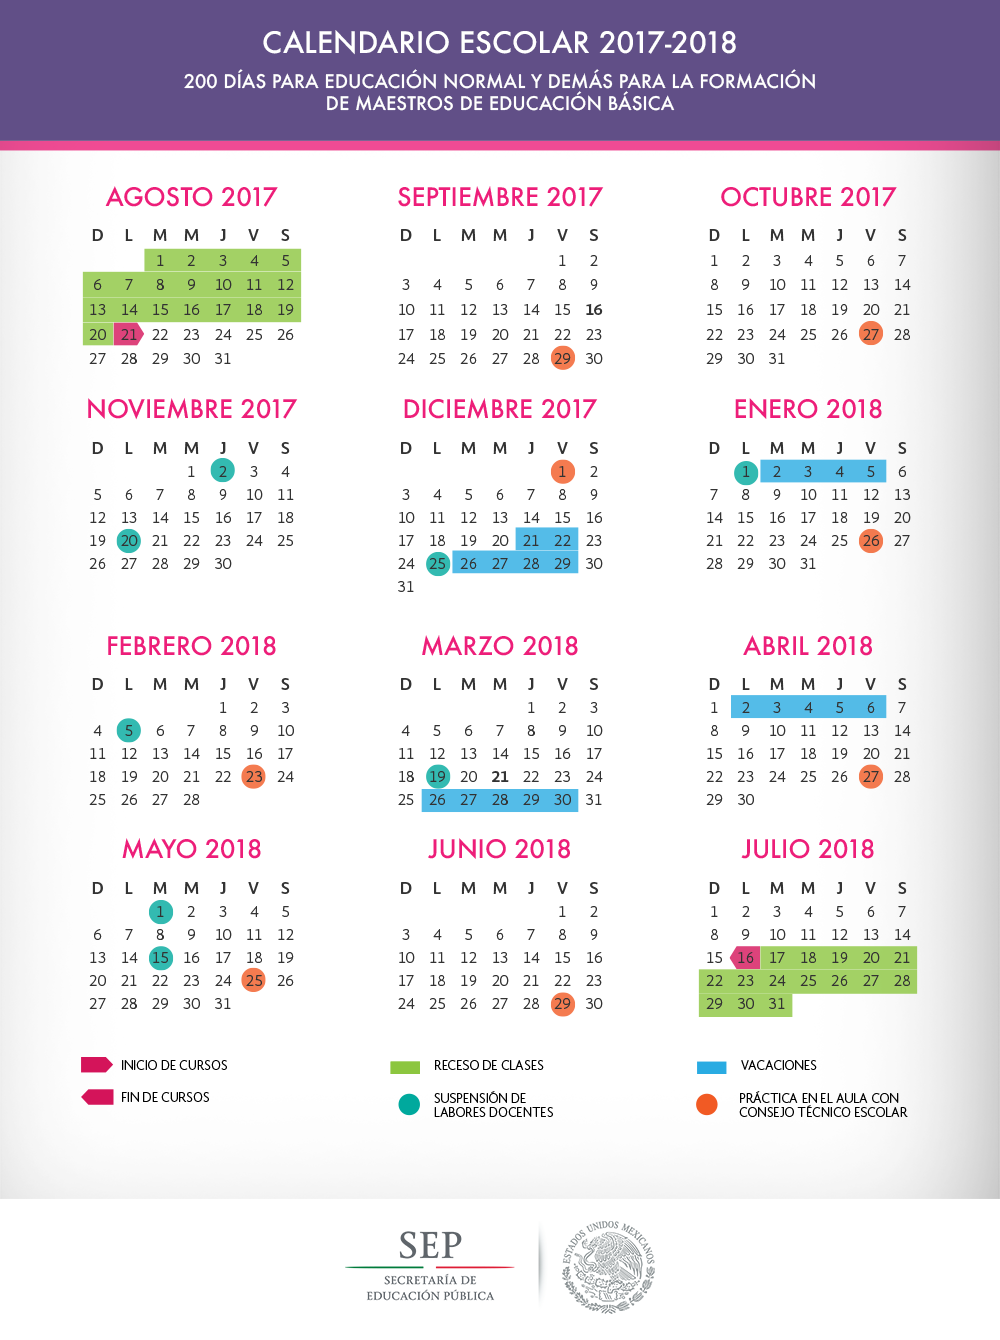 CALENDARIO ESCOLAR 2017-2018
200 DÍAS PARA EDUCACIÓN NORMAL Y DEMÁS PARA LA FORMACIÓN
DE MAESTROS DE EDUCACIÓN BÁSICA
AGOSTO 2017
D L M M J V S
1 2 3 4 5
6 7 8 9 10 11 12
13 14 15 16 17 18 19
20 21 22 23 24 25 26
27 28 29 30 31
SEPTIEMBRE 2017
D L M M J V S
1 2
3 4 5 6 7 8 9
10 11 12 13 14 15 16
17 18 19 20 21 22 23
24 25 26 27 28 29 30
OCTUBRE 2017
D L M M J V S
1 2 3 4 5 6 7
8 9 10 11 12 13 14
15 16 17 18 19 20 21
22 23 24 25 26 27 28
29 30 31
NOVIEMBRE 2017
D L M M J V S
1 2 3 4
5 6 7 8 9 10 11
12 13 14 15 16 17 18
19 20 21 22 23 24 25
26 27 28 29 30
DICIEMBRE 2017
D L M M J V S
1 2
3 4 5 6 7 8 9
10 11 12 13 14 15 16
17 18 19 20 21 22 23
24 25 26 27 28 29 30
31
ENERO 2018
D L M M J V S
1 2 3 4 5 6
7 8 9 10 11 12 13
14 15 16 17 18 19 20
21 22 23 24 25 26 27
28 29 30 31
FEBRERO 2018
D L M M J V S
1 2 3
4 5 6 7 8 9 10
11 12 13 14 15 16 17
18 19 20 21 22 23 24
25 26 27 28
MARZO 2018
D L M M J V S
1 2 3
4 5 6 7 8 9 10
11 12 13 14 15 16 17
18 19 20 21 22 23 24
25 26 27 28 29 30 31
ABRIL 2018
D L M M J V S
1 2 3 4 5 6 7
8 9 10 11 12 13 14
15 16 17 18 19 20 21
22 23 24 25 26 27 28
29 30
MAYO 2018
D L M M J V S
1 2 3 4 5
6 7 8 9 10 11 12
13 14 15 16 17 18 19
20 21 22 23 24 25 26
27 28 29 30 31
JUNIO 2018
D L M M J V S
1 2
3 4 5 6 7 8 9
10 11 12 13 14 15 16
17 18 19 20 21 22 23
24 25 26 27 28 29 30
JULIO 2018
D L M M J V S
1 2 3 4 5 6 7
8 9 10 11 12 13 14
15 16 17 18 19 20 21
22 23 24 25 26 27 28
29 30 31
INICIO DE CURSOS
FIN DE CURSOS
RECESO DE CLASES
SUSPENSIÓN DE
LABORES DOCENTES
VACACIONES
PRÁCTICA EN EL AULA CON
CONSEJO TÉCNICO ESCOLAR
SEP
SECRETARÍA DE
EDUCACIÓN PÚBLICA
ESTADOS UNIDOS MEXICANOS